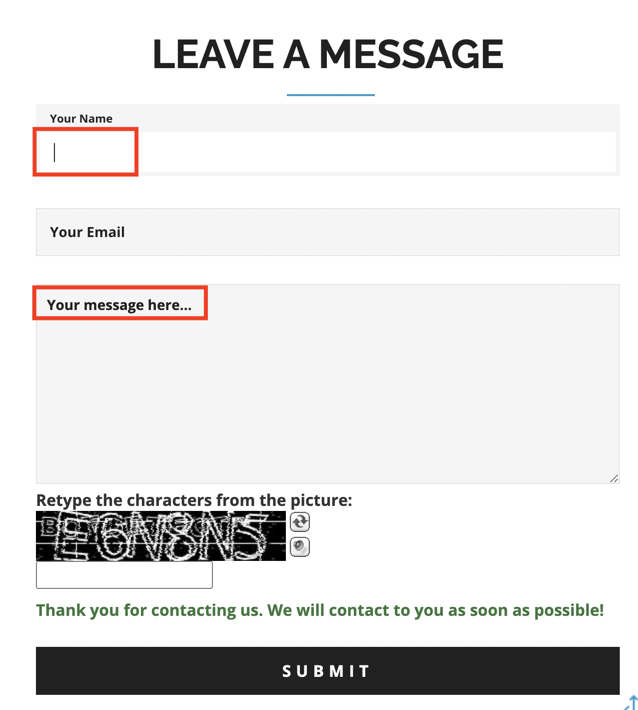 LEAVE A MESSAGE
Your Name
Your Email
Your message here...
Retype the characters from the picture:
Thank you for contacting us. We will contact to you as soon as possible!
SUBMIT